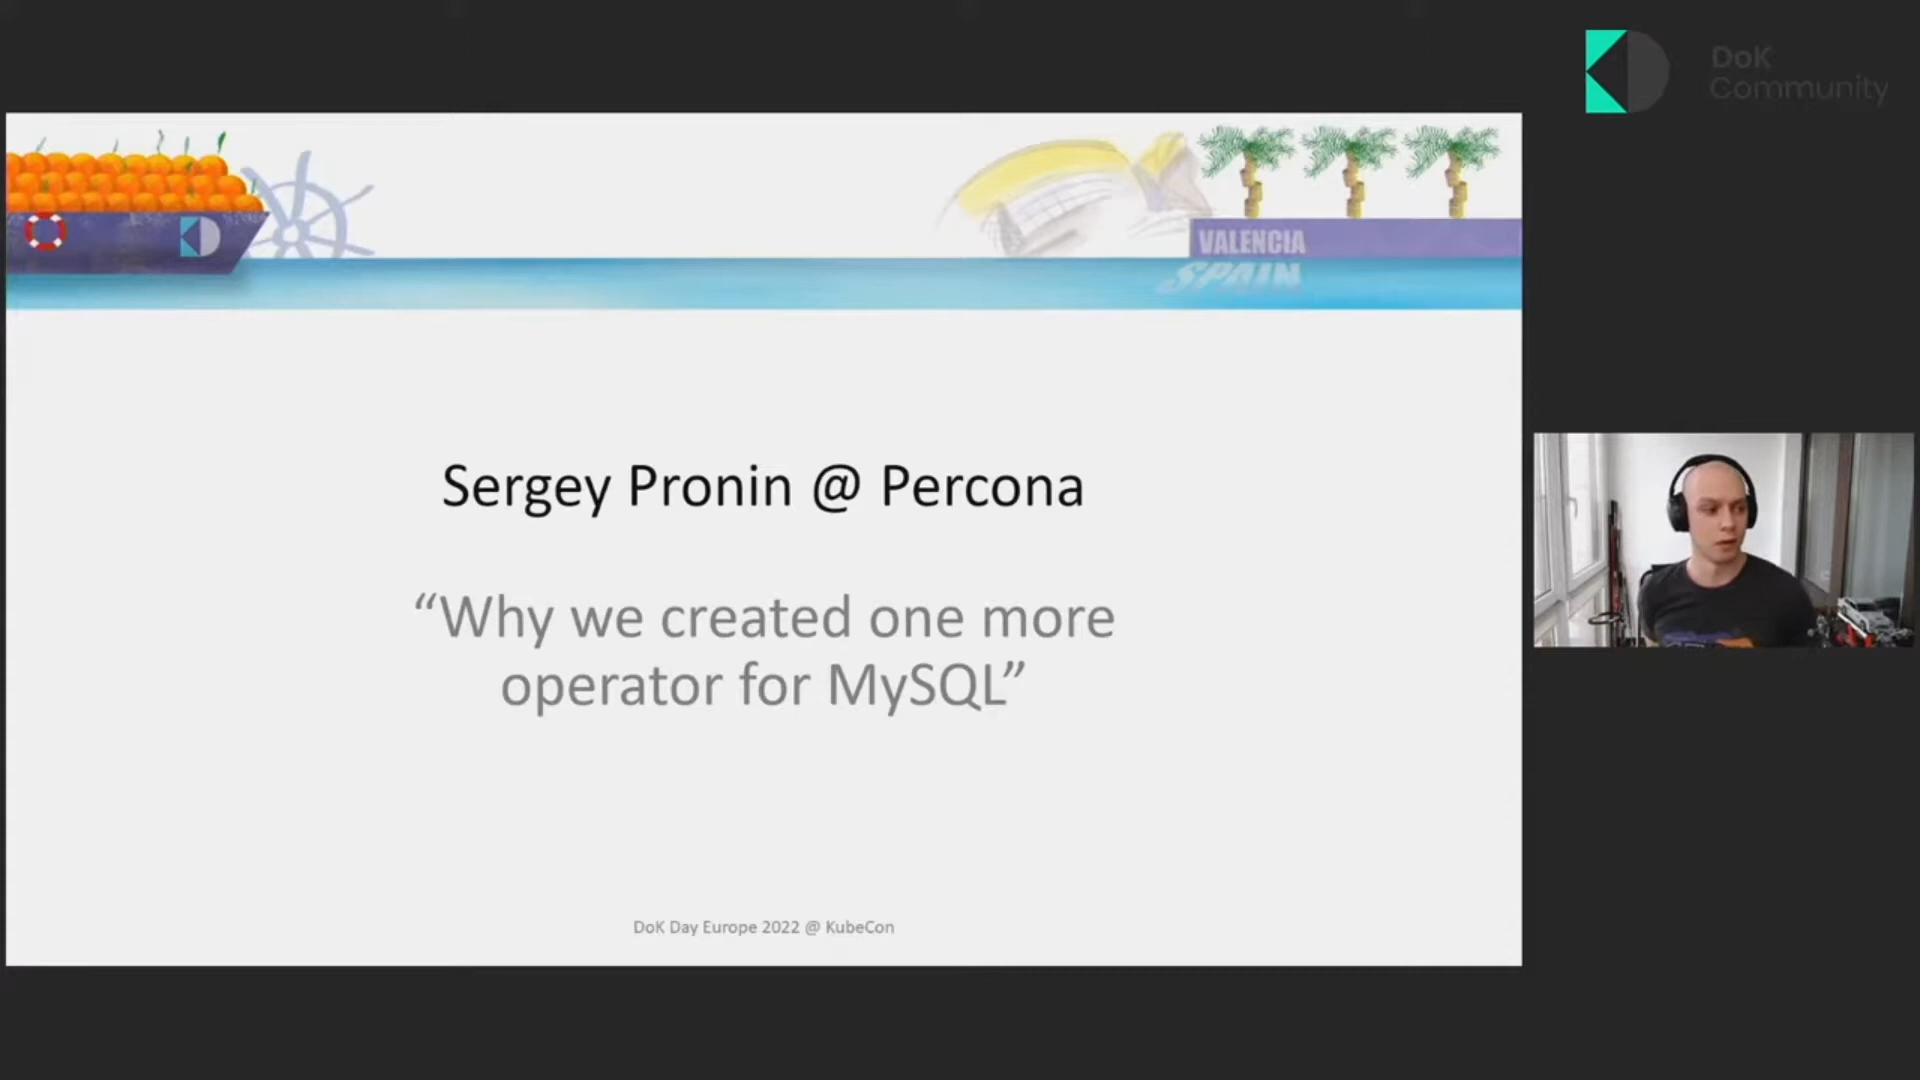 DoK
Community
VALENCIA
SPAIN
Sergey Pronin @ Percona
“Why we created one more
operator for MySQL”
DoK Day Europe 2022 @ KubeCon